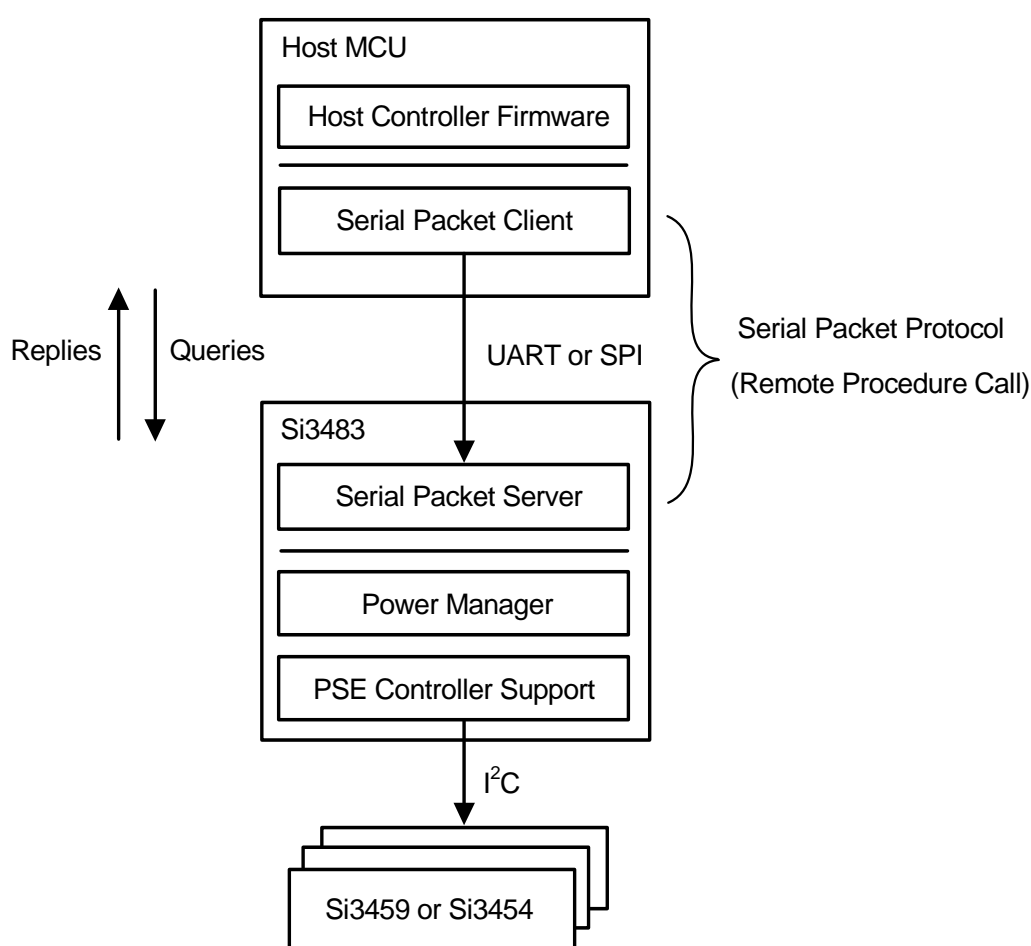 Host MCU
Host Controller Firmware
Serial Packet Client
Replies
Queries
UART or SPI
Serial Packet Protocol
(Remote Procedure Call)
Si3483
Serial Packet Server
Power Manager
PSE Controller Support
I²C
Si3459 or Si3454